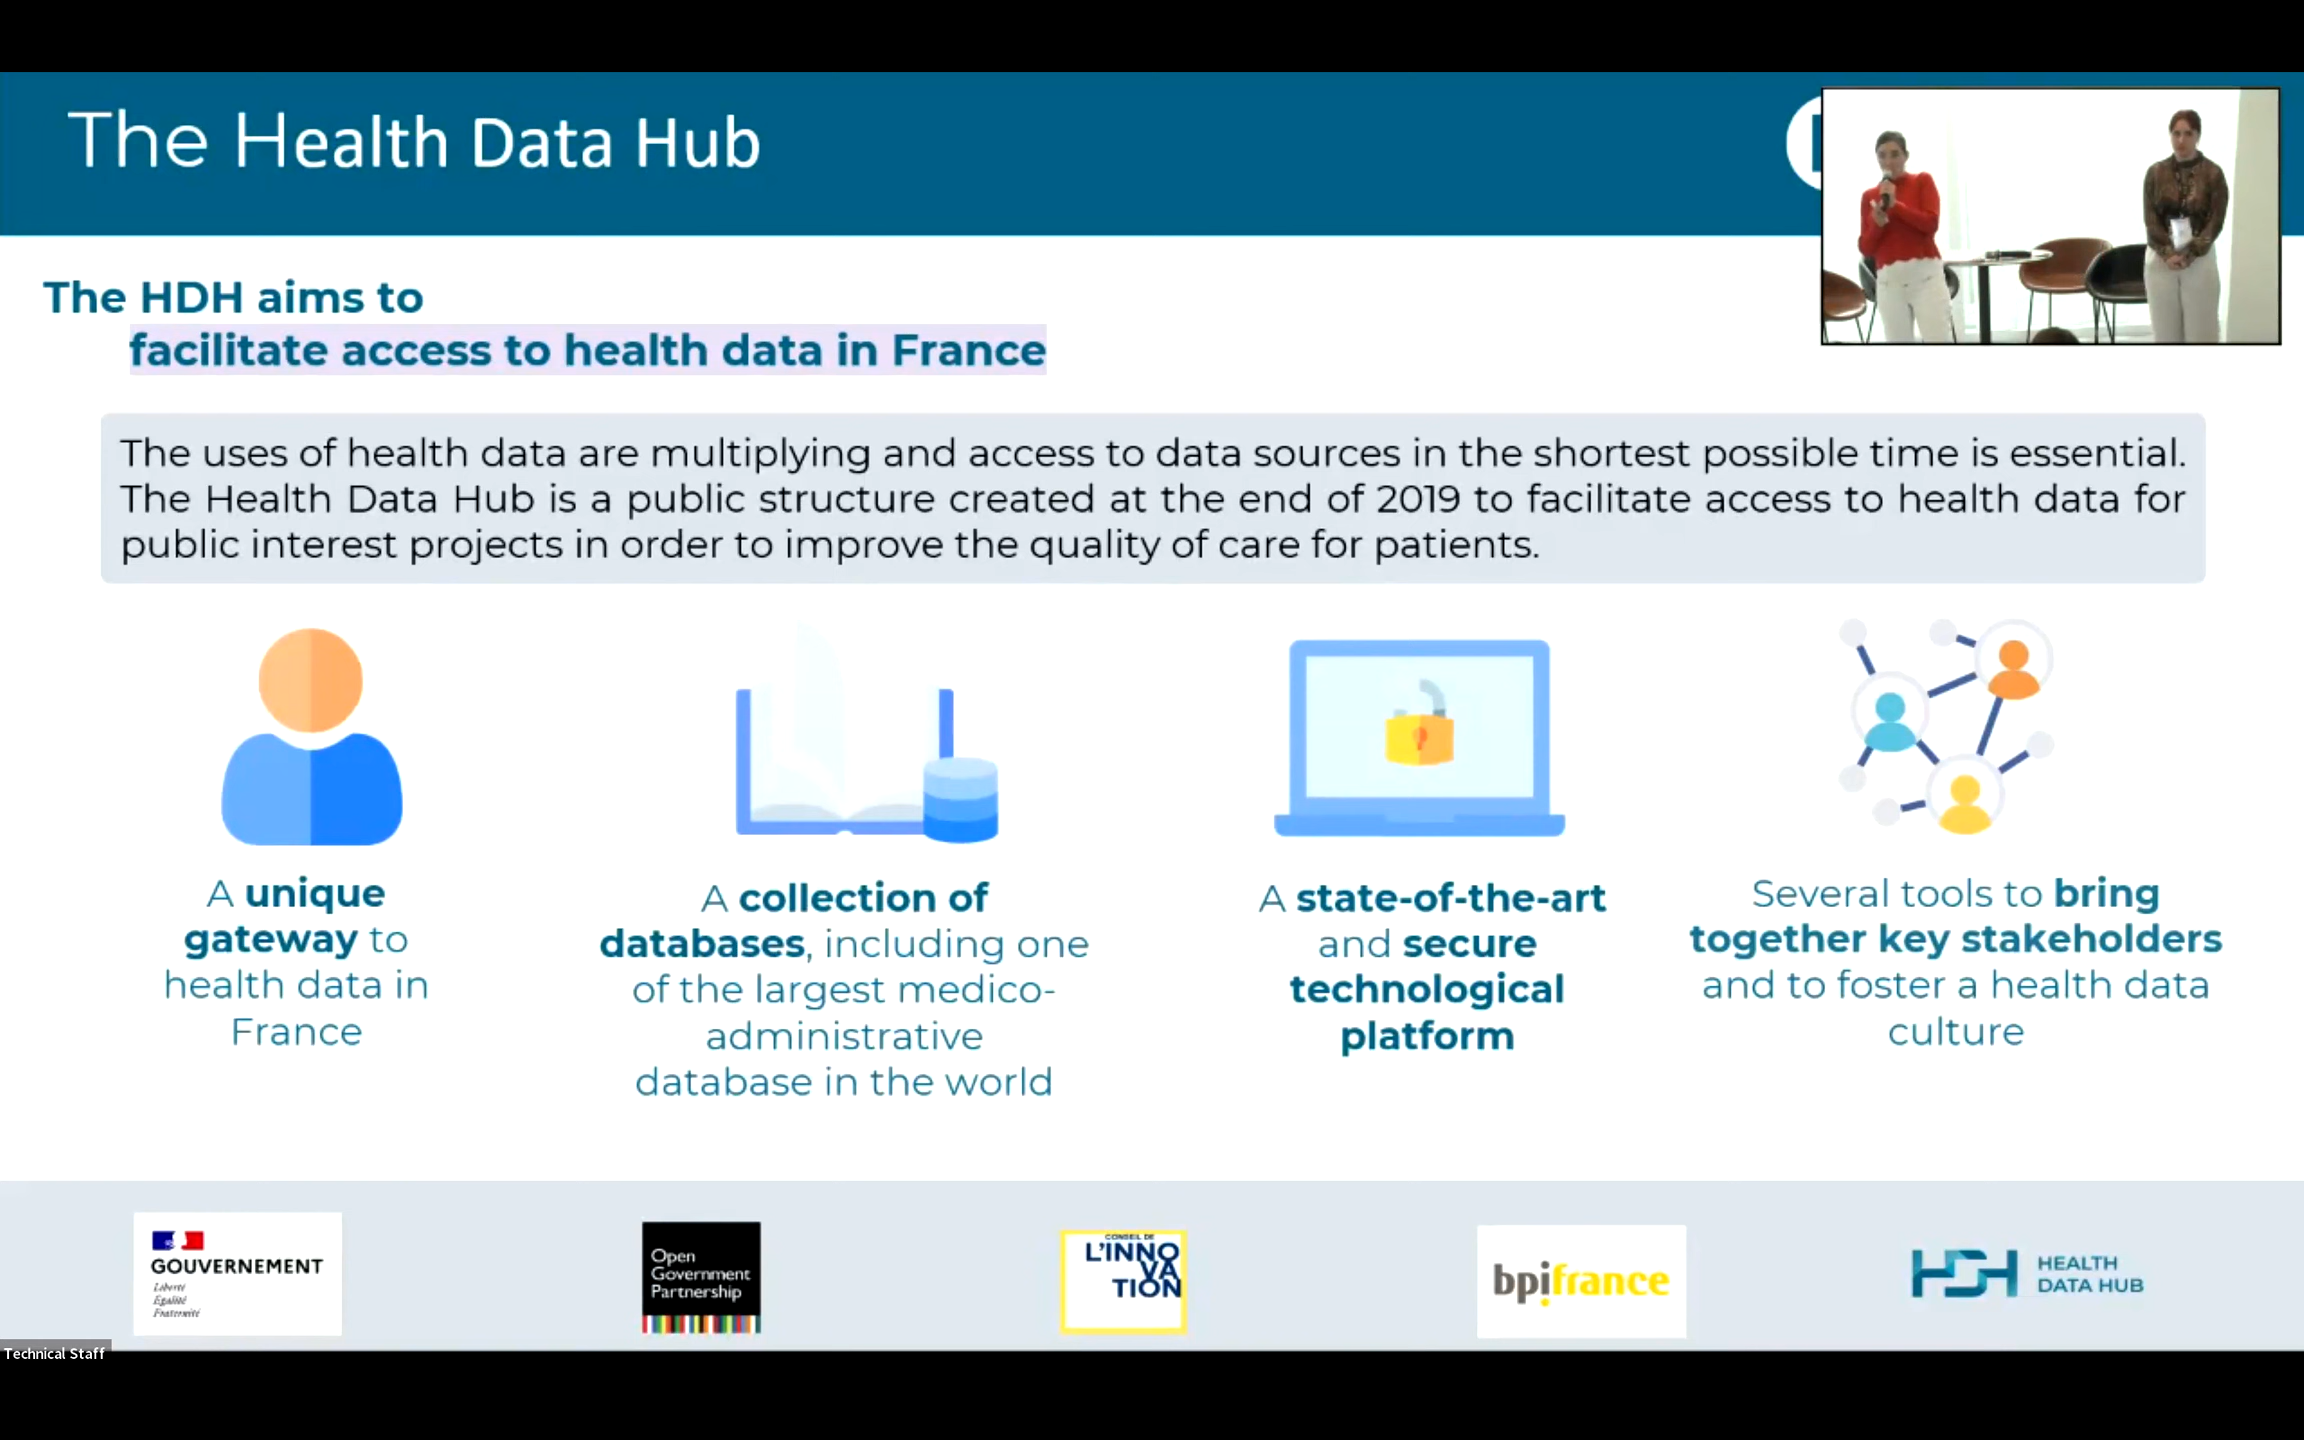 The Health Data Hub
The HDH aims to
facilitate access to health data in France
The uses of health data are multiplying and access to data sources in the shortest possible time is essential.
The Health Data Hub is a public structure created at the end of 2019 to facilitate access to health data for
public interest projects in order to improve the quality of care for patients.
A unique
gateway to
health data in
France
A collection of
databases, including one
of the largest medico-
administrative
database in the world
A state-of-the-art
and secure
technological
platform
Several tools to bring
together key stakeholders
and to foster a health data
culture
GOUVERNEMENT
Liberté
Égalité
Fraternité
Open
Government
Partnership
CONSEIL DE
L'INNO
VA
TION
bpifrance
HDH
HEALTH
DATA HUB
Technical Staff